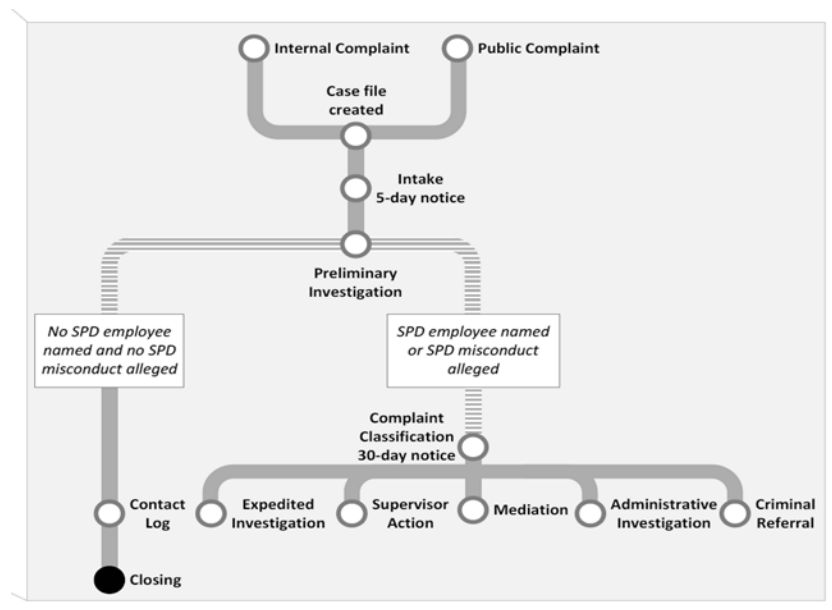 Internal Complaint
Public Complaint
Case file
created
Intake
5-day notice
Preliminary
Investigation
No SPD employee
named and no SPD
misconduct alleged
SPD employee named
or SPD misconduct
alleged
Complaint
Classification
30-day notice
Contact
Log
Expedited
Investigation
Supervisor
Action
Mediation
Administrative
Investigation
Criminal
Referral
Closing